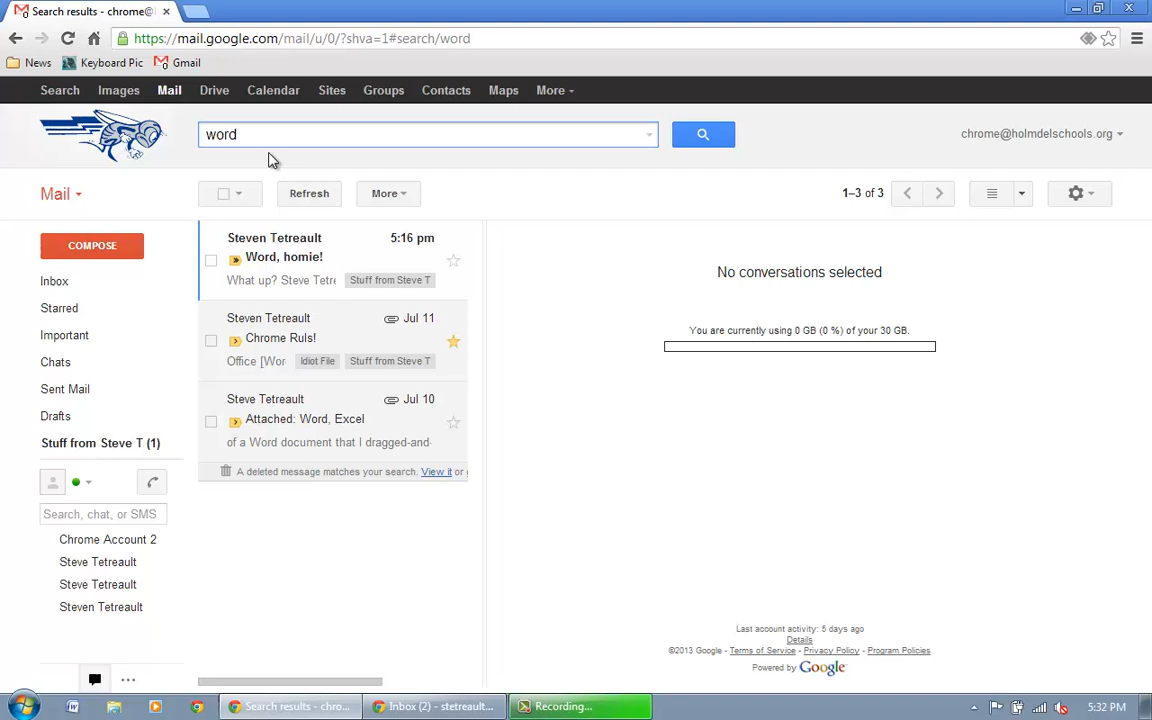 Search results - chrome@h
https://mail.google.com/mail/u/0/?shva=1#search/word
News Keyboard Pic Gmail
Search Images Mail Drive Calendar Sites Groups Contacts Maps More
word
chrome@holmdelschools.org
Mail
Refresh More
1–3 of 3
COMPOSE
Inbox
Starred
Important
Chats
Sent Mail
Drafts
Stuff from Steve T (1)
Search, chat, or SMS
Chrome Account 2
Steve Tetreault
Steve Tetreault
Steven Tetreault
Steven Tetreault 5:16 pm
Word, homie!
What up? Steve Tetre Stuff from Steve T
Steven Tetreault Jul 11
Chrome Ruls!
Office [Wor Idiot File Stuff from Steve T
Steve Tetreault Jul 10
Attached: Word, Excel
of a Word document that I dragged-and-
A deleted message matches your search. View it or
No conversations selected
You are currently using 0 GB (0 %) of your 30 GB.
Last account activity: 5 days ago
Details
©2013 Google - Terms of Service - Privacy Policy - Program Policies
Powered by Google
Search results - chro...
Inbox (2) - stetreault...
Recording...
5:32 PM